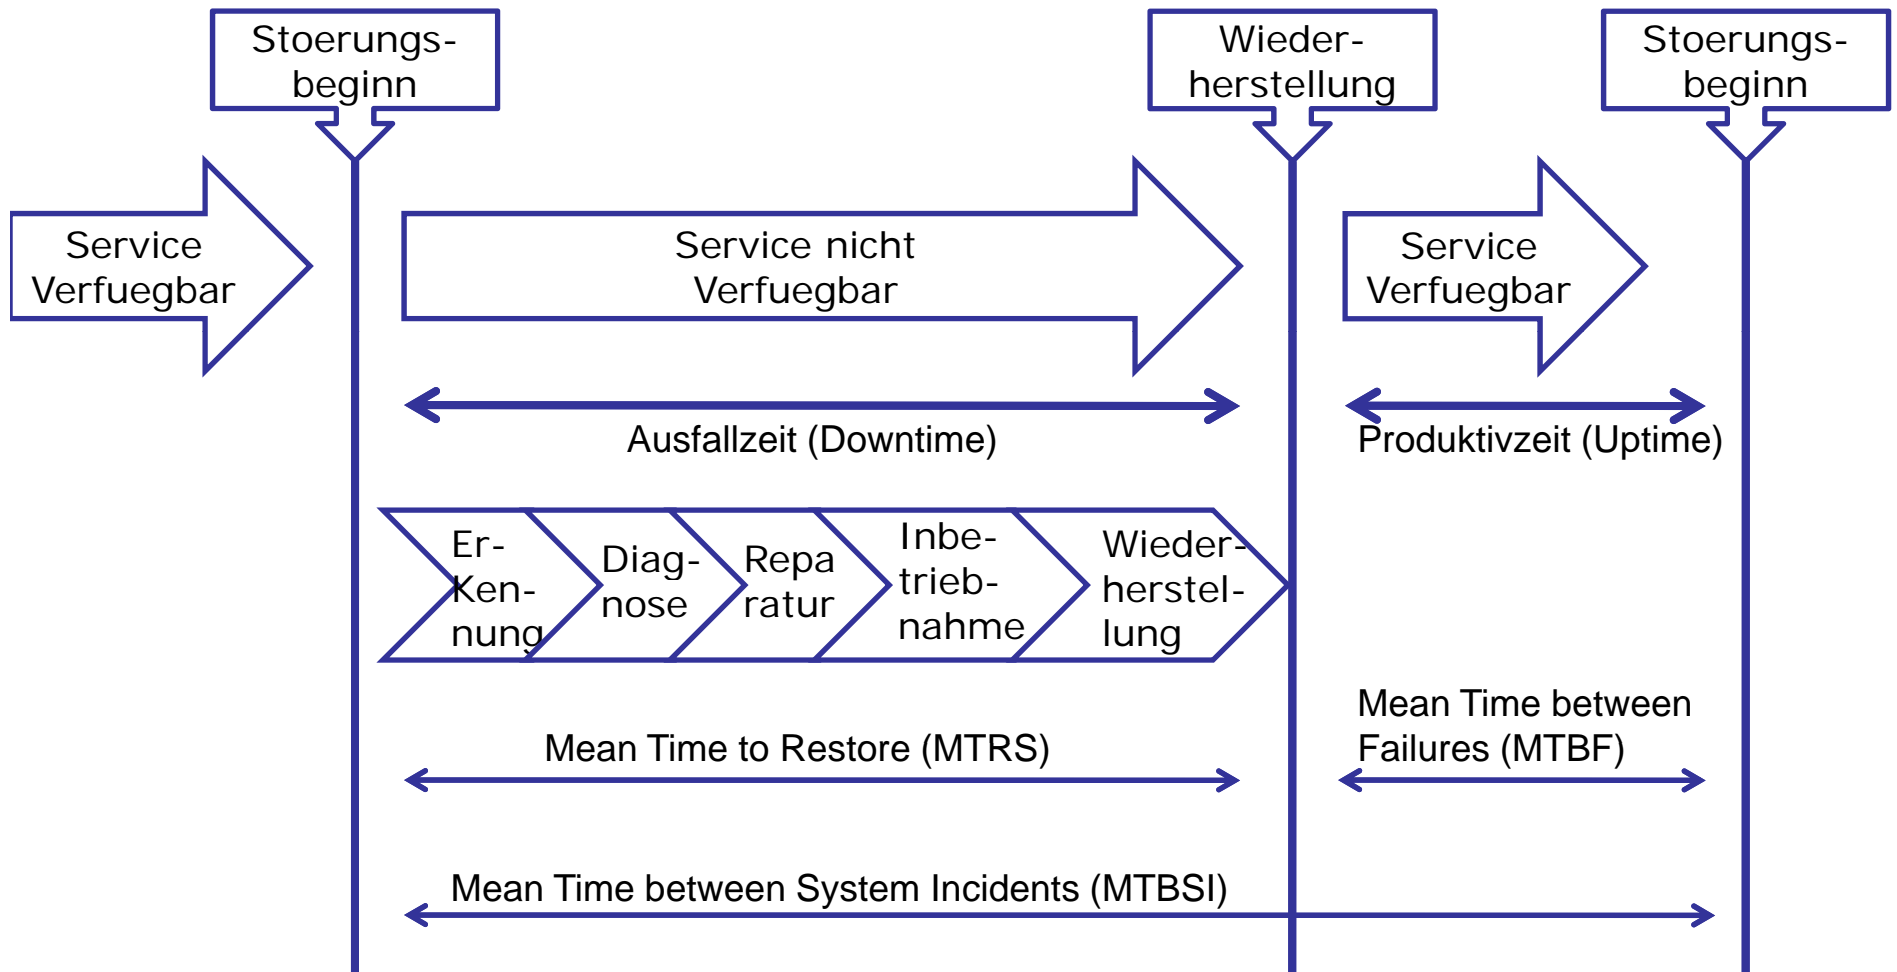 Stoerungs-
beginn
Wieder-
herstellung
Stoerungs-
beginn
Service
Verfuegbar
Service nicht
Verfuegbar
Service
Verfuegbar
Ausfallzeit (Downtime)
Produktivzeit (Uptime)
Er-
Ken-
nung
Diag-
nose
Repa
ratur
Inbe-
trieb-
nahme
Wieder-
herstel-
lung
Mean Time to Restore (MTRS)
Mean Time between
Failures (MTBF)
Mean Time between System Incidents (MTBSI)